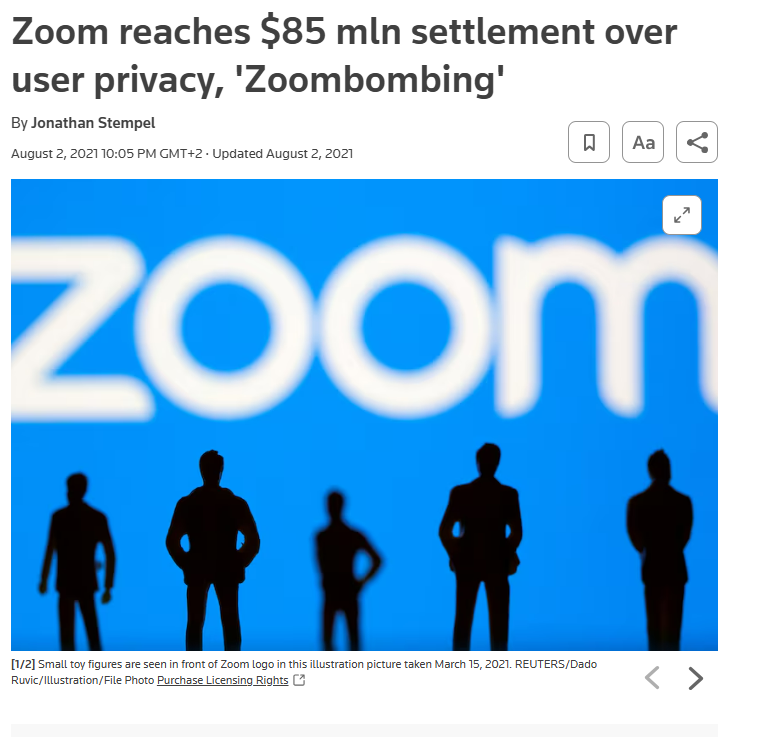 Zoom reaches $85 mln settlement over
user privacy, 'Zoombombing'
By Jonathan Stempel
August 2, 2021 10:05 PM GMT+2 · Updated August 2, 2021
Aa
zoom
[1/2] Small toy figures are seen in front of Zoom logo in this illustration picture taken March 15, 2021. REUTERS/Dado
Ruvic/Illustration/File Photo Purchase Licensing Rights